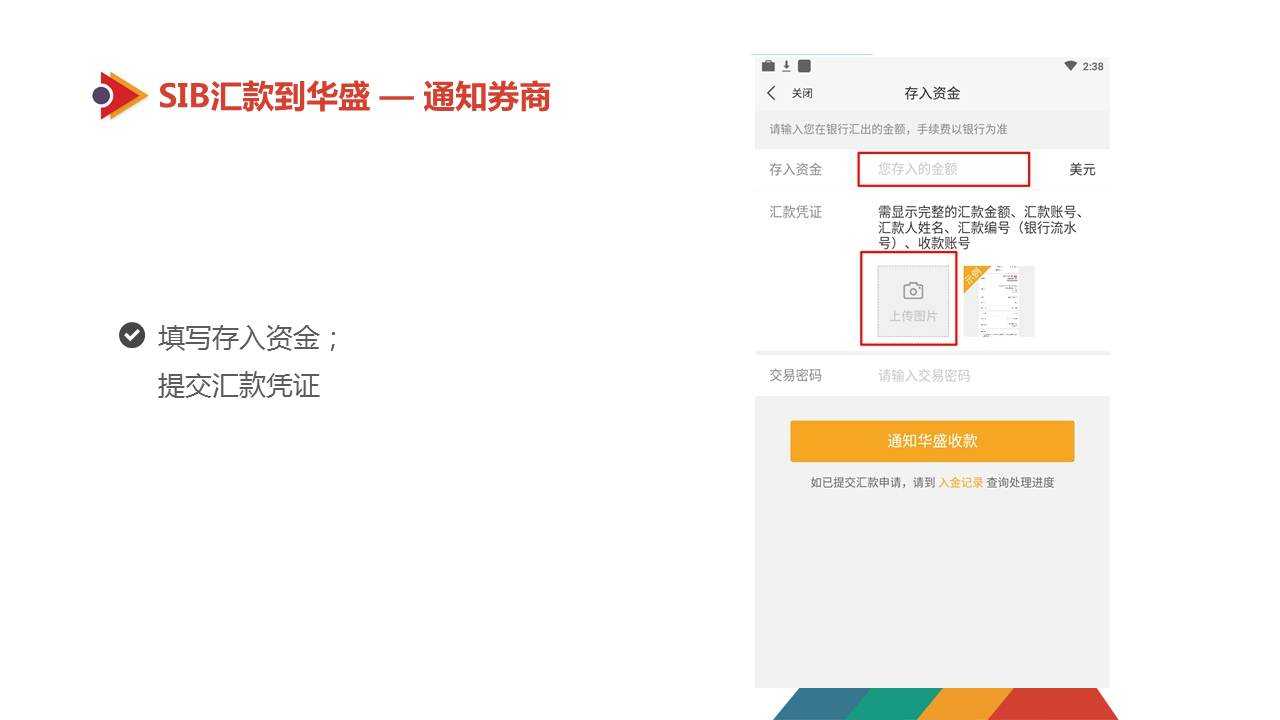 SIB汇款到华盛 — 通知券商
填写存入资金；
提交汇款凭证
2:38
关闭
存入资金
请输入您在银行汇出的金额，手续费以银行为准
存入资金
您存入的金额
美元
汇款凭证
需显示完整的汇款金额、汇款账号、
汇款人姓名、汇款编号（银行流水
号）、收款账号
上传图片
示例
交易密码
请输入交易密码
通知华盛收款
如已提交汇款申请，请到 入金记录 查询处理进度